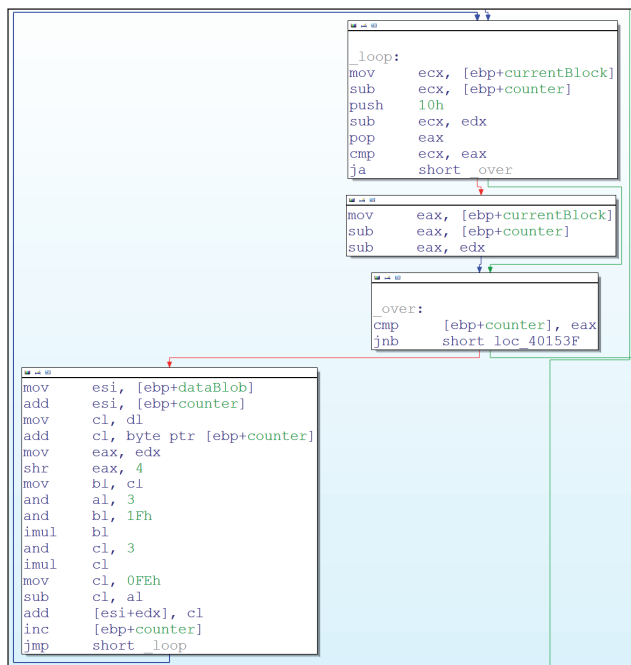 _loop:
mov ecx, [ebp+currentBlock]
sub ecx, [ebp+counter]
push 10h
sub ecx, edx
pop eax
cmp ecx, eax
ja short _over
mov eax, [ebp+currentBlock]
sub eax, [ebp+counter]
sub eax, edx
_over:
cmp [ebp+counter], eax
jnb short loc_40153F
mov esi, [ebp+dataBlob]
add esi, [ebp+counter]
mov cl, dl
add cl, byte ptr [ebp+counter]
mov eax, edx
shr eax, 4
mov bl, cl
and al, 3
and bl, 1Fh
imul bl
and cl, 3
imul cl
mov cl, 0FEh
sub cl, al
add [esi+edx], cl
inc [ebp+counter]
jmp short _loop